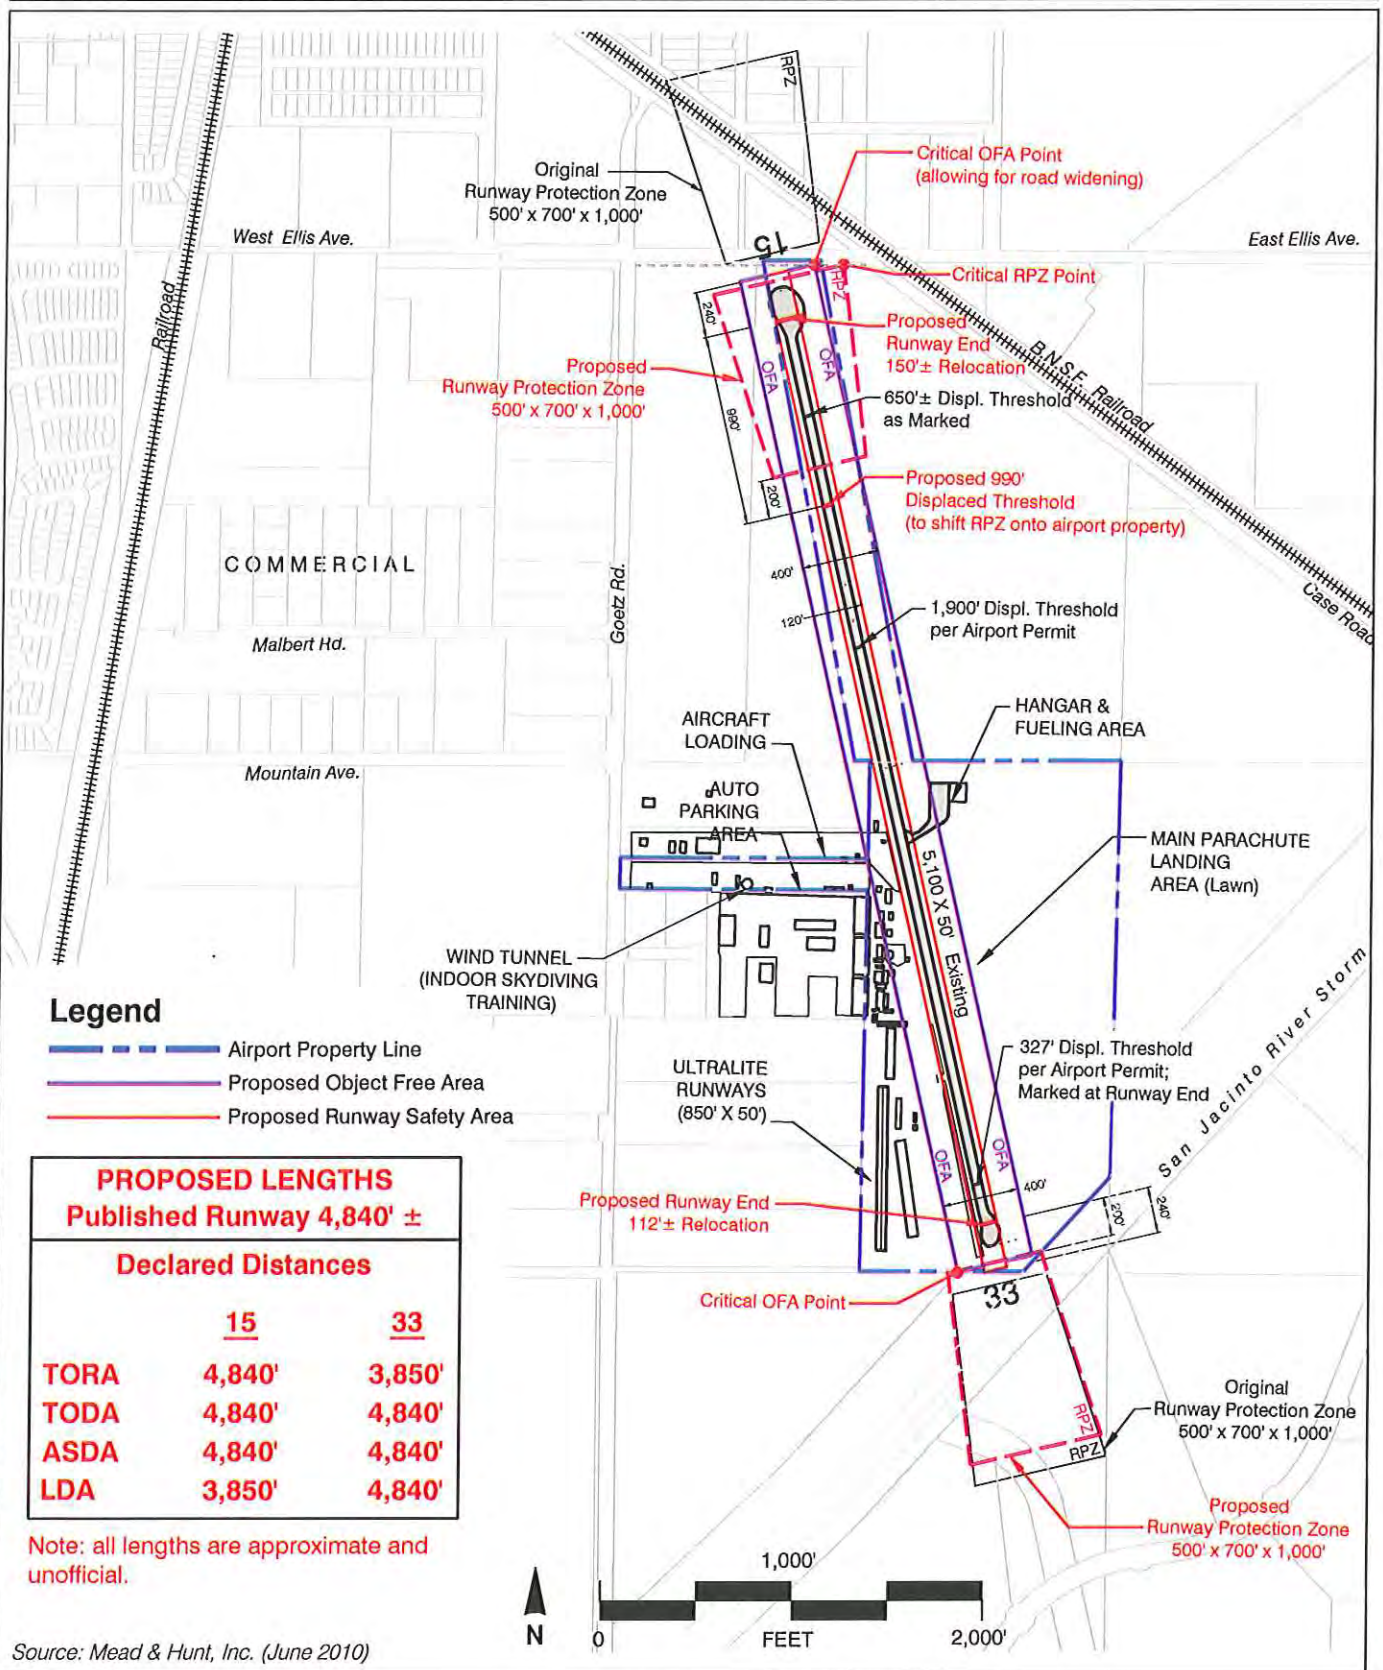 RPZ
Original
Runway Protection Zone
500' x 700' x 1,000'
Critical OFA Point
(allowing for road widening)
West Ellis Ave.
15
East Ellis Ave.
Critical RPZ Point
RPZ
Railroad
240'
Proposed
Runway End
150'± Relocation
B.N.S.F. Railroad
OFA
OFA
Proposed
Runway Protection Zone
500' x 700' x 1,000'
650'± Displ. Threshold
as Marked
990'
200'
Proposed 990'
Displaced Threshold
(to shift RPZ onto airport property)
COMMERCIAL
400'
Goetz Rd.
120'
1,900' Displ. Threshold
per Airport Permit
Case Road
Malbert Rd.
AIRCRAFT
LOADING
HANGAR &
FUELING AREA
Mountain Ave.
AUTO
PARKING
AREA
MAIN PARACHUTE
LANDING
AREA (Lawn)
5,100 X 50' Existing
WIND TUNNEL
(INDOOR SKYDIVING
TRAINING)
San Jacinto River Storm
Legend
Airport Property Line
Proposed Object Free Area
Proposed Runway Safety Area
ULTRALITE
RUNWAYS
(850' X 50')
327' Displ. Threshold
per Airport Permit;
Marked at Runway End
OFA
OFA
400'
200'
240'
Proposed Runway End
112'± Relocation
Critical OFA Point
33
PROPOSED LENGTHS
Published Runway 4,840' ±
Declared Distances
15 33
TORA 4,840' 3,850'
TODA 4,840' 4,840'
ASDA 4,840' 4,840'
LDA 3,850' 4,840'
Note: all lengths are approximate and
unofficial.
RPZ
RPZ
Original
Runway Protection Zone
500' x 700' x 1,000'
Proposed
Runway Protection Zone
500' x 700' x 1,000'
1,000'
N
0
FEET
2,000'
Source: Mead & Hunt, Inc. (June 2010)